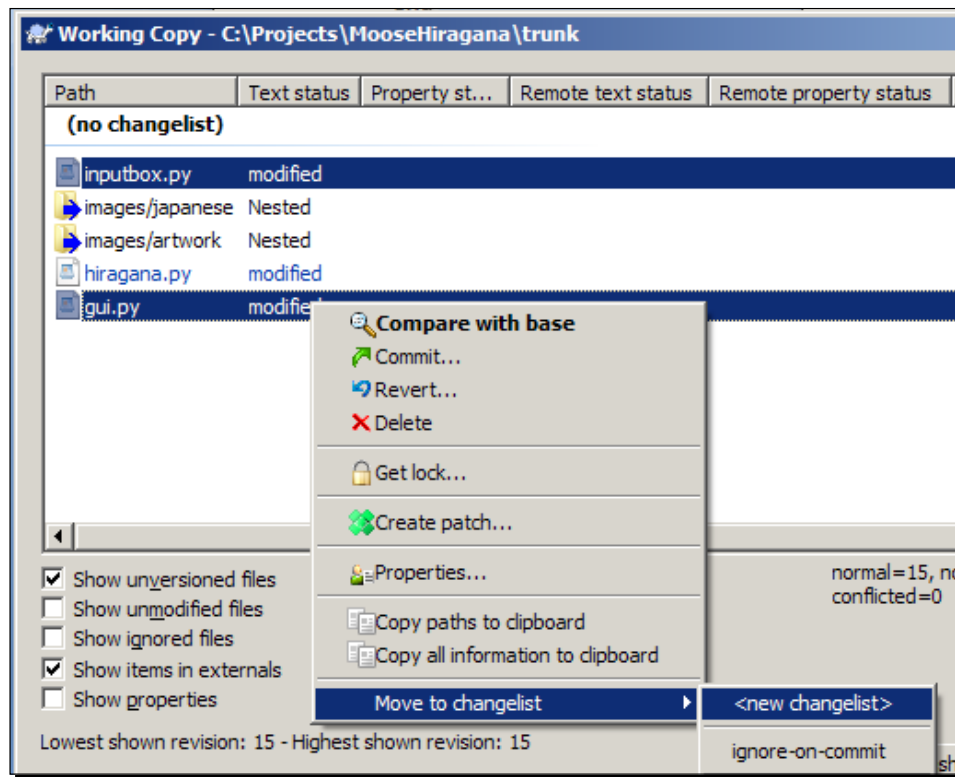 Working Copy - C:\Projects\MooseHiragana\trunk
Path Text status Property st... Remote text status Remote property status
(no changelist)
inputbox.py modified
images/japanese Nested
images/artwork Nested
hiragana.py modified
gui.py
Compare with base
Commit...
Revert...
Delete
Get lock...
Create patch...
Properties...
Copy paths to clipboard
Copy all information to clipboard
Move to changelist
<new changelist>
ignore-on-commit
Show unversioned files
Show unmodified files
Show ignored files
Show items in externals
Show properties
normal=15,
conflicted=0
Lowest shown revision: 15 - Highest shown revision: 15